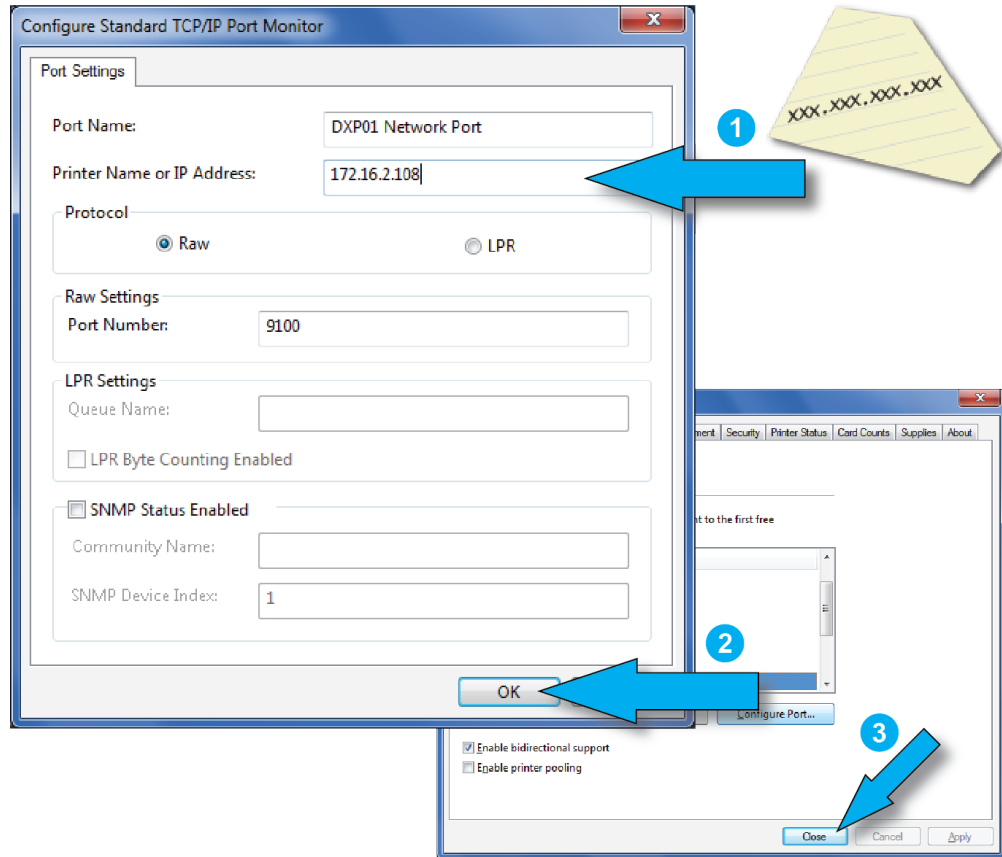 Configure Standard TCP/IP Port Monitor
Port Settings
Port Name: DXP01 Network Port
Printer Name or IP Address: 172.16.2.108
Protocol
Raw LPR
Raw Settings
Port Number: 9100
LPR Settings
Queue Name:
LPR Byte Counting Enabled
SNMP Status Enabled
Community Name:
SNMP Device Index: 1
OK
1
xxx.xxx.xxx.xxx
2
ment Security Printer Status Card Counts Supplies About
nt to the first free
Configure Port...
Enable bidirectional support
Enable printer pooling
3
Close Cancel Apply